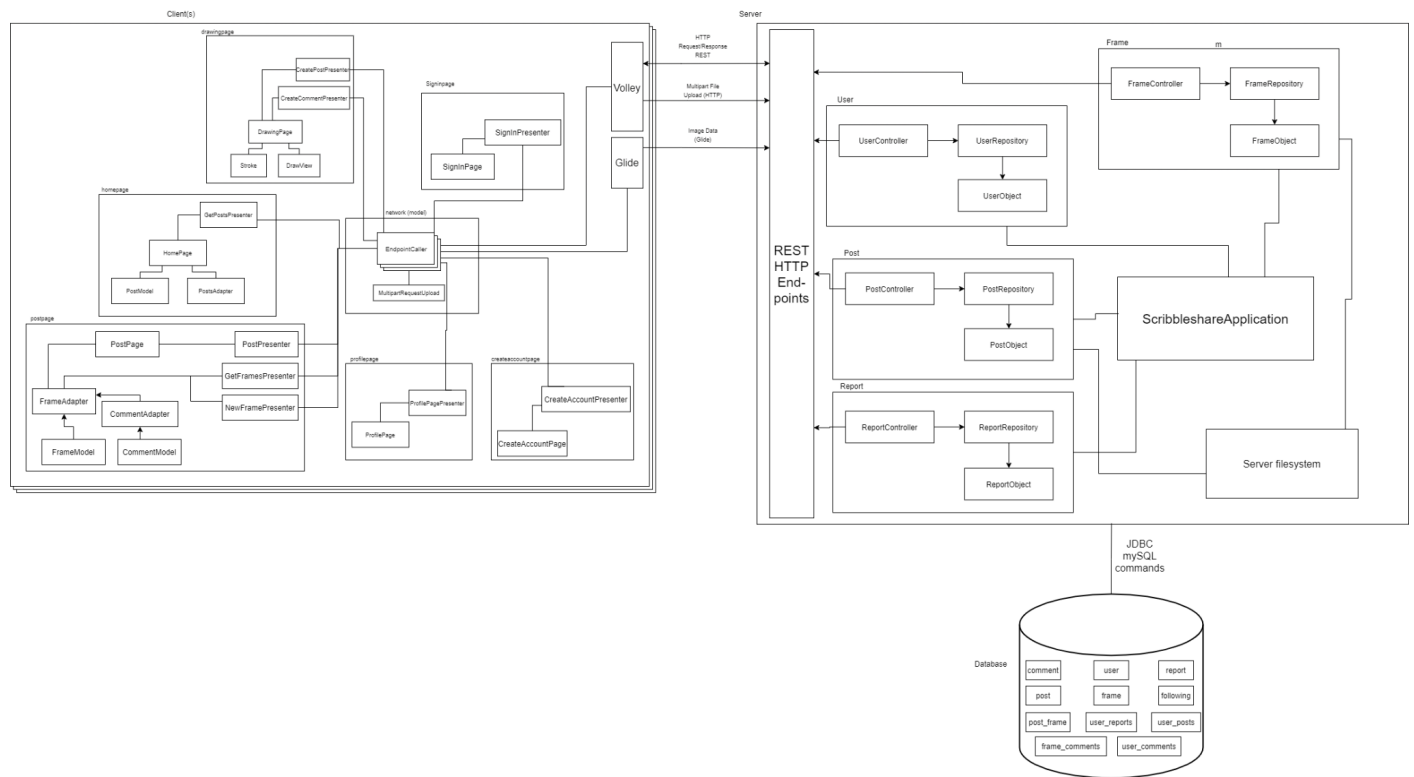 Client(s)
Server
drawingpage
CreatePostPresenter
CreateCommentPresenter
DrawingPage
Stroke
DrawView
Signinpage
SignInPresenter
SignInPage
homepage
GetPostsPresenter
HomePage
PostModel
PostsAdapter
network (model)
EndpointCaller
MultipartRequestUpload
postpage
PostPage
PostPresenter
GetFramesPresenter
FrameAdapter
NewFramePresenter
CommentAdapter
FrameModel
CommentModel
profilepage
ProfilePagePresenter
ProfilePage
createaccountpage
CreateAccountPresenter
CreateAccountPage
Volley
Glide
HTTP
Request/Response
REST
Multipart File
Upload (HTTP)
Image Data
(Glide)
REST
HTTP
End-
points
Frame
m
FrameController
FrameRepository
FrameObject
User
UserController
UserRepository
UserObject
Post
PostController
PostRepository
PostObject
Report
ReportController
ReportRepository
ReportObject
ScribbleshareApplication
Server filesystem
JDBC
mySQL
commands
Database
comment
user
report
post
frame
following
post_frame
user_reports
user_posts
frame_comments
user_comments